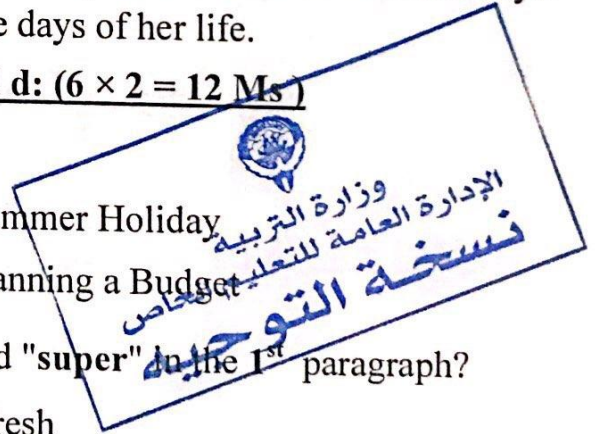 e days of her life.
d: (6 × 2 = 12 Ms )
mmer Holiday
وزارة التربية
الإدارة العامة للتعليم الخاص
anning a Budget
نسخة التوجيه
d "super" in the 1st paragraph?
resh